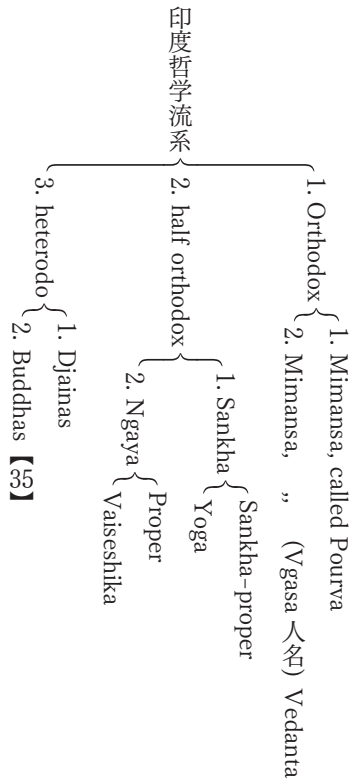 印度哲学流系
1. Orthodox
1. Mimansa, called Pourva
2. Mimansa, 〃 (Vgasa 人名) Vedanta
2. half orthodox
1. Sankha
Sankha-proper
Yoga
2. Ngaya
Proper
Vaiseshika
3. heterodo
1. Djainas
2. Buddhas【35】